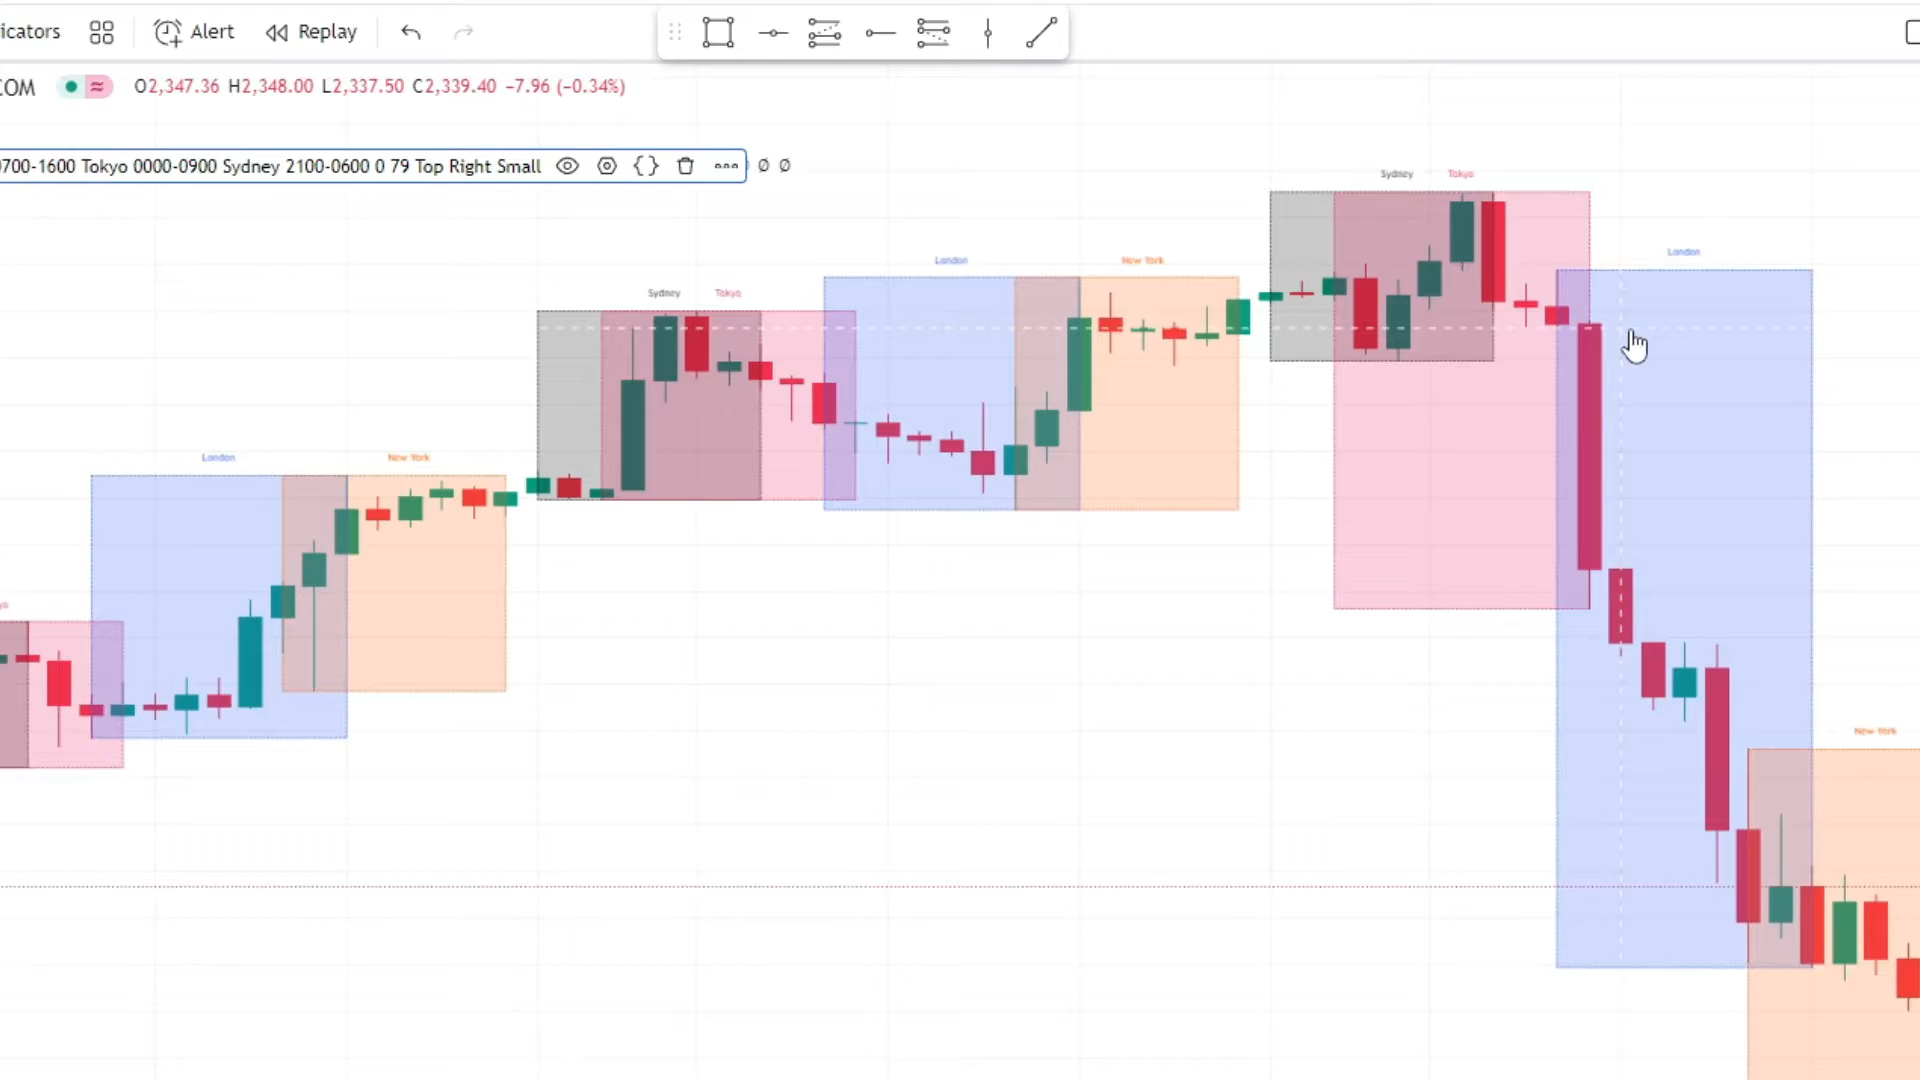 icators Alert Replay
COM O2,347.36 H2,348.00 L2,337.50 C2,339.40 −7.96 (−0.34%)
0700-1600 Tokyo 0000-0900 Sydney 2100-0600 0 79 Top Right Small Ø Ø
Sydney Tokyo
London
London New York
Sydney Tokyo
London New York
yo
New York